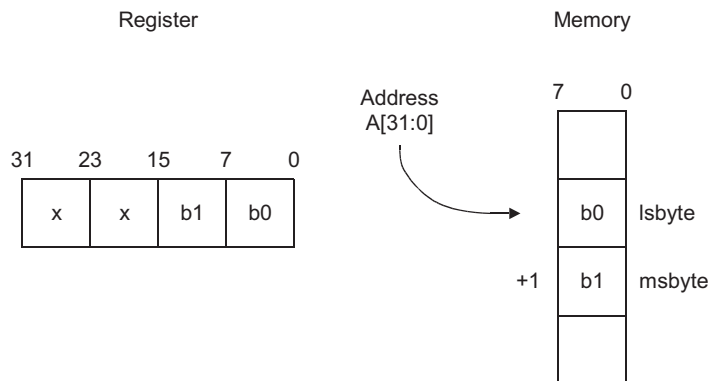 Register
Memory
7 0
Address
A[31:0]
31 23 15 7 0
x x b1 b0
b0 lsbyte
+1 b1 msbyte